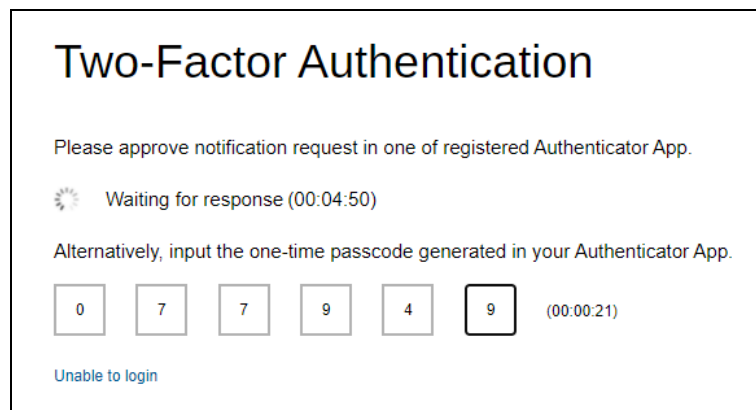 Two-Factor Authentication
Please approve notification request in one of registered Authenticator App.
Waiting for response (00:04:50)
Alternatively, input the one-time passcode generated in your Authenticator App.
0 7 7 9 4 9 (00:00:21)
Unable to login